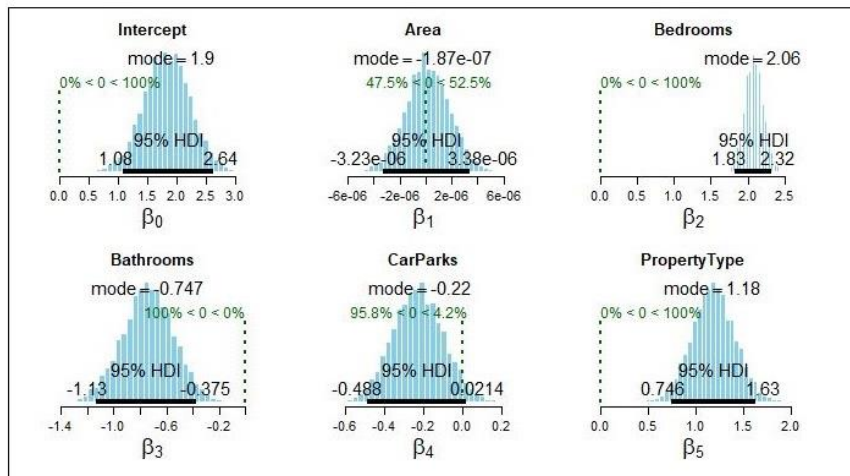 Intercept
mode = 1.9
0% < 0 < 100%
95% HDI
1.08 2.64
0.0 0.5 1.0 1.5 2.0 2.5 3.0
β0
Area
mode = -1.87e-07
47.5% < 0 < 52.5%
95% HDI
-3.23e-06 3.38e-06
-6e-06 -2e-06 2e-06 6e-06
β1
Bedrooms
mode = 2.06
0% < 0 < 100%
95% HDI
1.83 2.32
0.0 0.5 1.0 1.5 2.0 2.5
β2
Bathrooms
mode = -0.747
100% < 0 < 0%
95% HDI
-1.13 -0.375
-1.4 -1.0 -0.6 -0.2
β3
CarParks
mode = -0.22
95.8% < 0 < 4.2%
95% HDI
-0.488 0.0214
-0.6 -0.4 -0.2 0.0 0.2
β4
PropertyType
mode = 1.18
0% < 0 < 100%
95% HDI
0.746 1.63
0.0 0.5 1.0 1.5 2.0
β5